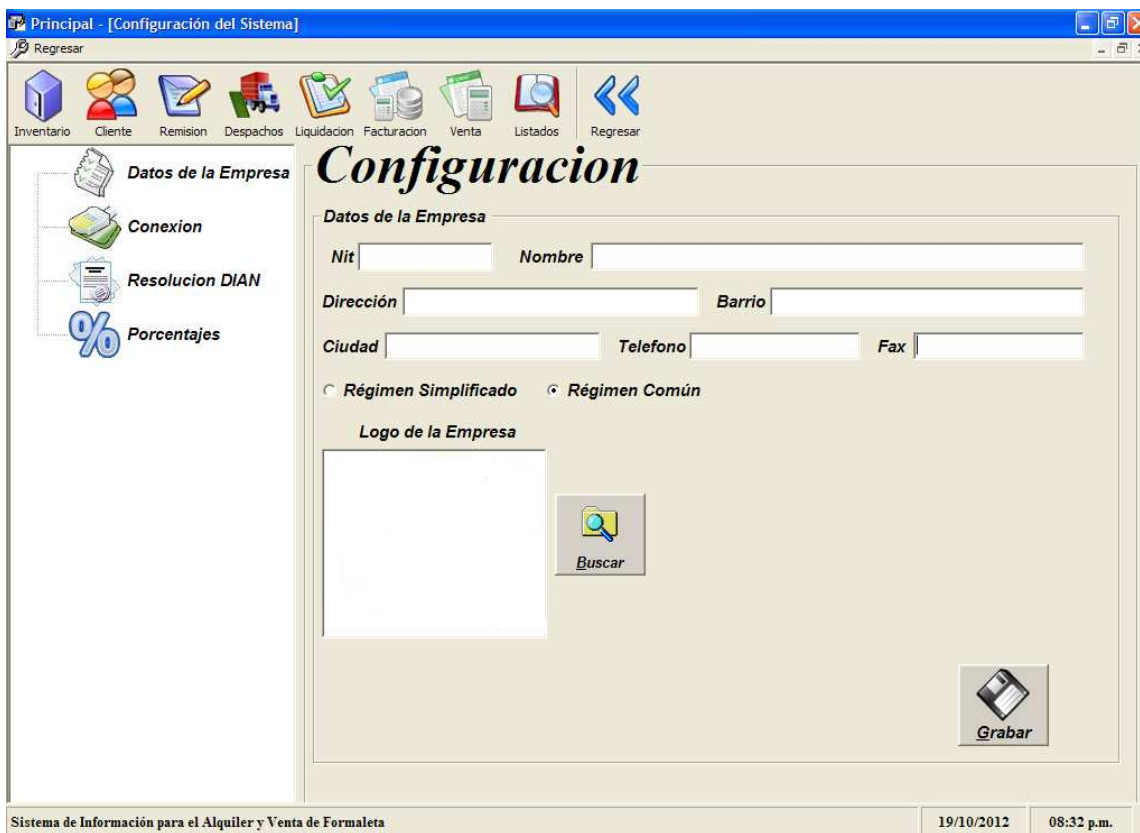 Principal - [Configuración del Sistema]
Regresar
Inventario Cliente Remision Despachos Liquidacion Facturacion Venta Listados Regresar
Configuracion
Datos de la Empresa
Conexion
Resolucion DIAN
Porcentajes
Datos de la Empresa
Nit Nombre
Dirección Barrio
Ciudad Telefono Fax
Régimen Simplificado Régimen Común
Logo de la Empresa
Buscar
Grabar
Sistema de Información para el Alquiler y Venta de Formaleta 19/10/2012 08:32 p.m.